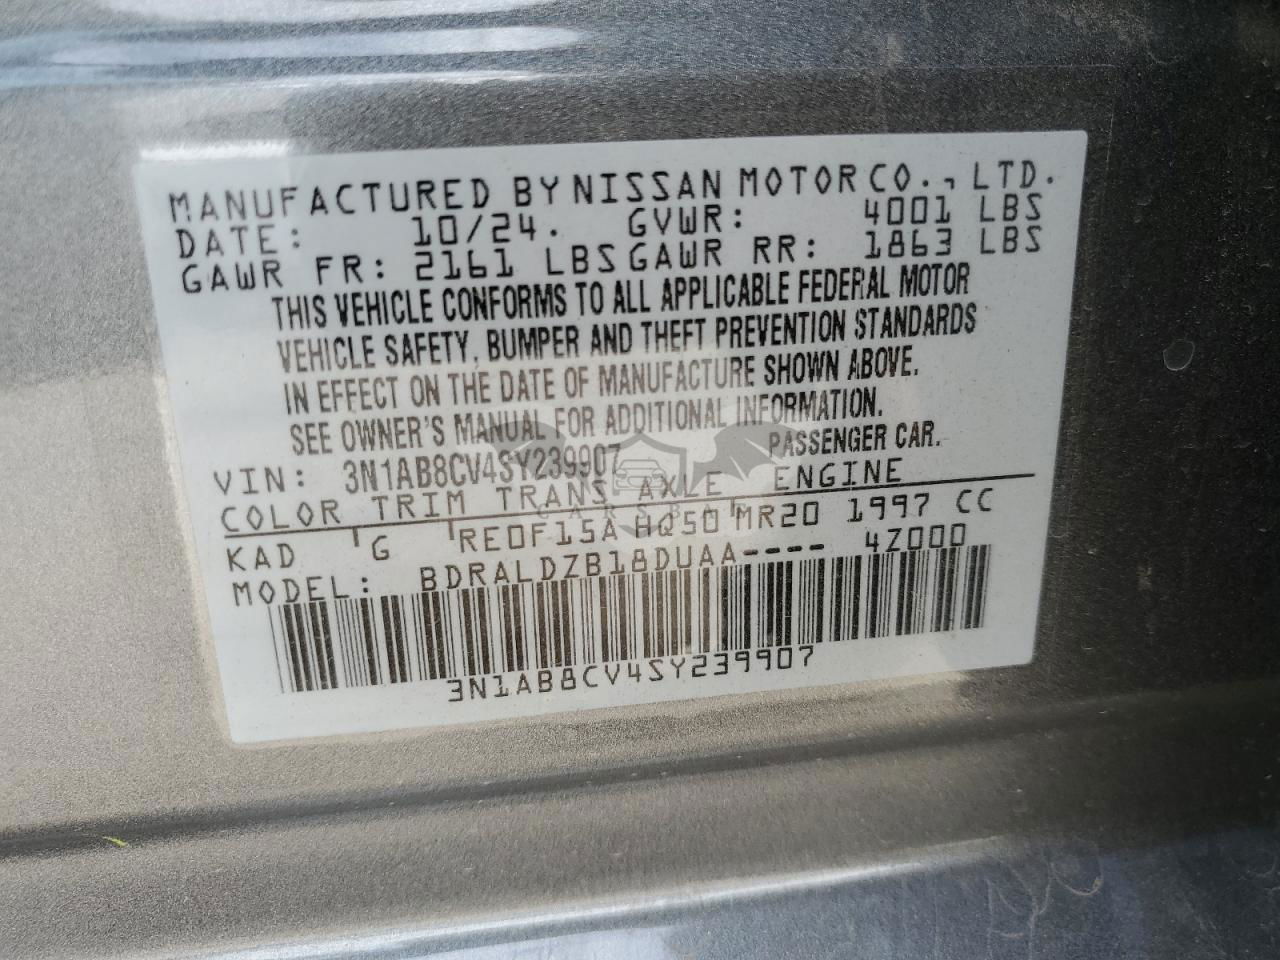 MANUFACTURED BY NISSAN MOTOR CO., LTD.
DATE: 10/24. GVWR: 4001 LBS
GAWR FR: 2161 LBS GAWR RR: 1863 LBS
THIS VEHICLE CONFORMS TO ALL APPLICABLE FEDERAL MOTOR
VEHICLE SAFETY, BUMPER AND THEFT PREVENTION STANDARDS
IN EFFECT ON THE DATE OF MANUFACTURE SHOWN ABOVE.
SEE OWNER'S MANUAL FOR ADDITIONAL INFORMATION.
VIN: 3N1AB8CV4SY239907 PASSENGER CAR.
COLOR TRIM TRANS AXLE ENGINE
KAD G RE0F15A HQ50 MR20 1997 CC
MODEL: BDRALDZB18DUAA---- 4Z000
3N1AB8CV4SY239907